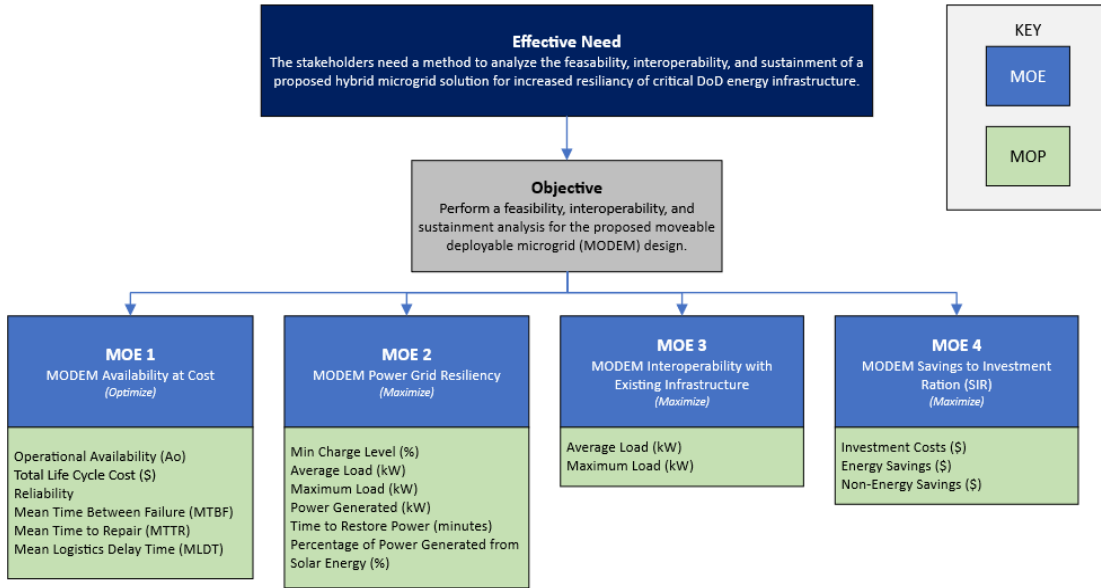 Effective Need
The stakeholders need a method to analyze the feasability, interoperability, and sustainment of a
proposed hybrid microgrid solution for increased resiliancy of critical DoD energy infrastructure.
KEY
MOE
MOP
Objective
Perform a feasibility, interoperability, and
sustainment analysis for the proposed moveable
deployable microgrid (MODEM) design.
MOE 1
MODEM Availability at Cost
(Optimize)
Operational Availability (Ao)
Total Life Cycle Cost ($)
Reliability
Mean Time Between Failure (MTBF)
Mean Time to Repair (MTTR)
Mean Logistics Delay Time (MLDT)
MOE 2
MODEM Power Grid Resiliency
(Maximize)
Min Charge Level (%)
Average Load (kW)
Maximum Load (kW)
Power Generated (kW)
Time to Restore Power (minutes)
Percentage of Power Generated from
Solar Energy (%)
MOE 3
MODEM Interoperability with
Existing Infrastructure
(Maximize)
Average Load (kW)
Maximum Load (kW)
MOE 4
MODEM Savings to Investment
Ration (SIR)
(Maximize)
Investment Costs ($)
Energy Savings ($)
Non-Energy Savings ($)